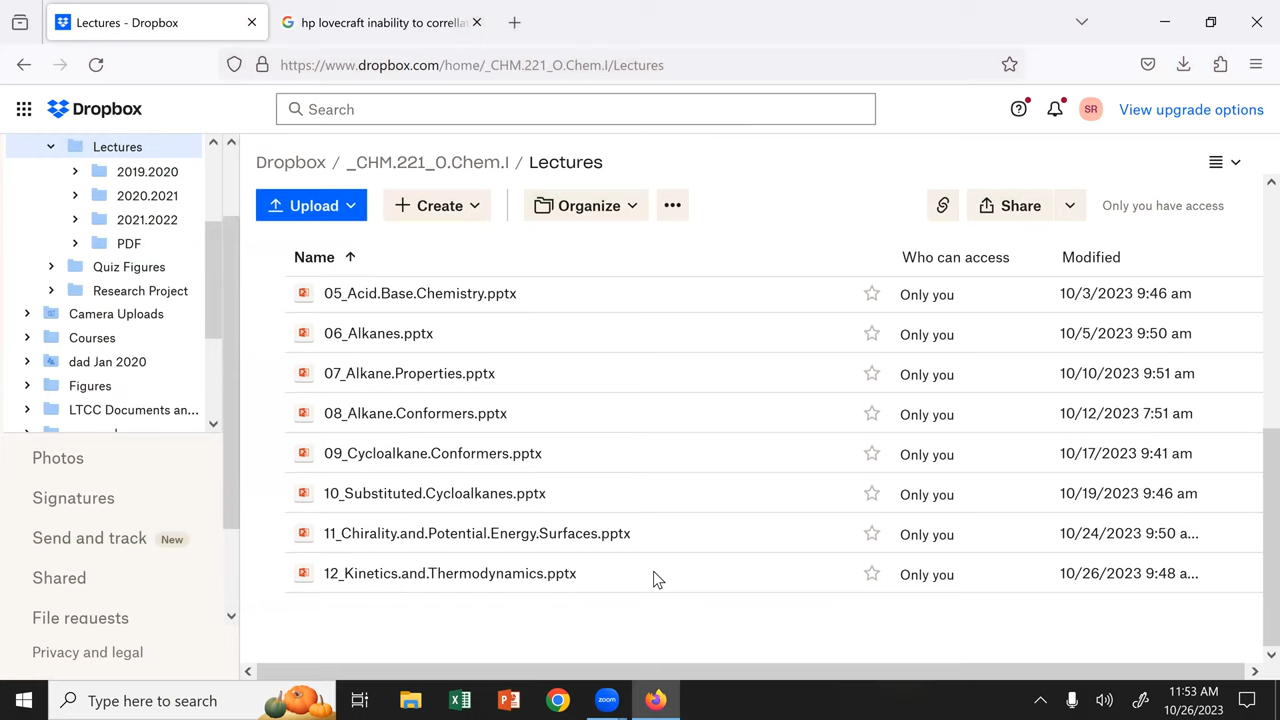 Lectures - Dropbox
hp lovecraft inability to correllat
https://www.dropbox.com/home/_CHM.221_O.Chem.I/Lectures
Dropbox
Search
SR
View upgrade options
Lectures
2019.2020
2020.2021
2021.2022
PDF
Quiz Figures
Research Project
Camera Uploads
Courses
dad Jan 2020
Figures
LTCC Documents an...
Photos
Signatures
Send and track New
Shared
File requests
Privacy and legal
Dropbox / _CHM.221_O.Chem.I / Lectures
Upload
Create
Organize
Share
Only you have access
Name Who can access Modified
05_Acid.Base.Chemistry.pptx Only you 10/3/2023 9:46 am
06_Alkanes.pptx Only you 10/5/2023 9:50 am
07_Alkane.Properties.pptx Only you 10/10/2023 9:51 am
08_Alkane.Conformers.pptx Only you 10/12/2023 7:51 am
09_Cycloalkane.Conformers.pptx Only you 10/17/2023 9:41 am
10_Substituted.Cycloalkanes.pptx Only you 10/19/2023 9:46 am
11_Chirality.and.Potential.Energy.Surfaces.pptx Only you 10/24/2023 9:50 a...
12_Kinetics.and.Thermodynamics.pptx Only you 10/26/2023 9:48 a...
Type here to search
zoom
11:53 AM
10/26/2023